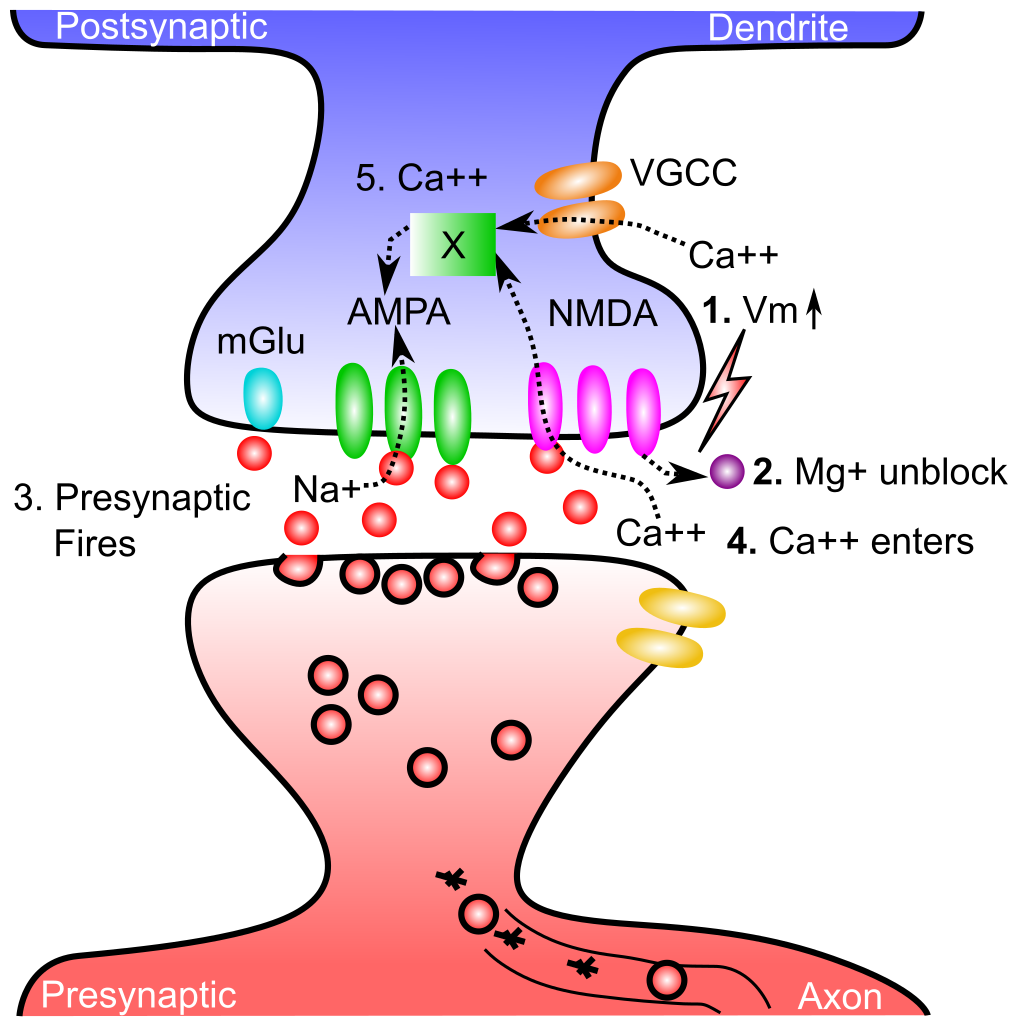 Postsynaptic
Dendrite
5. Ca++
VGCC
X
Ca++
AMPA
NMDA
1. Vm
mGlu
Na+
2. Mg+ unblock
3. Presynaptic
Fires
Ca++
4. Ca++ enters
Presynaptic
Axon